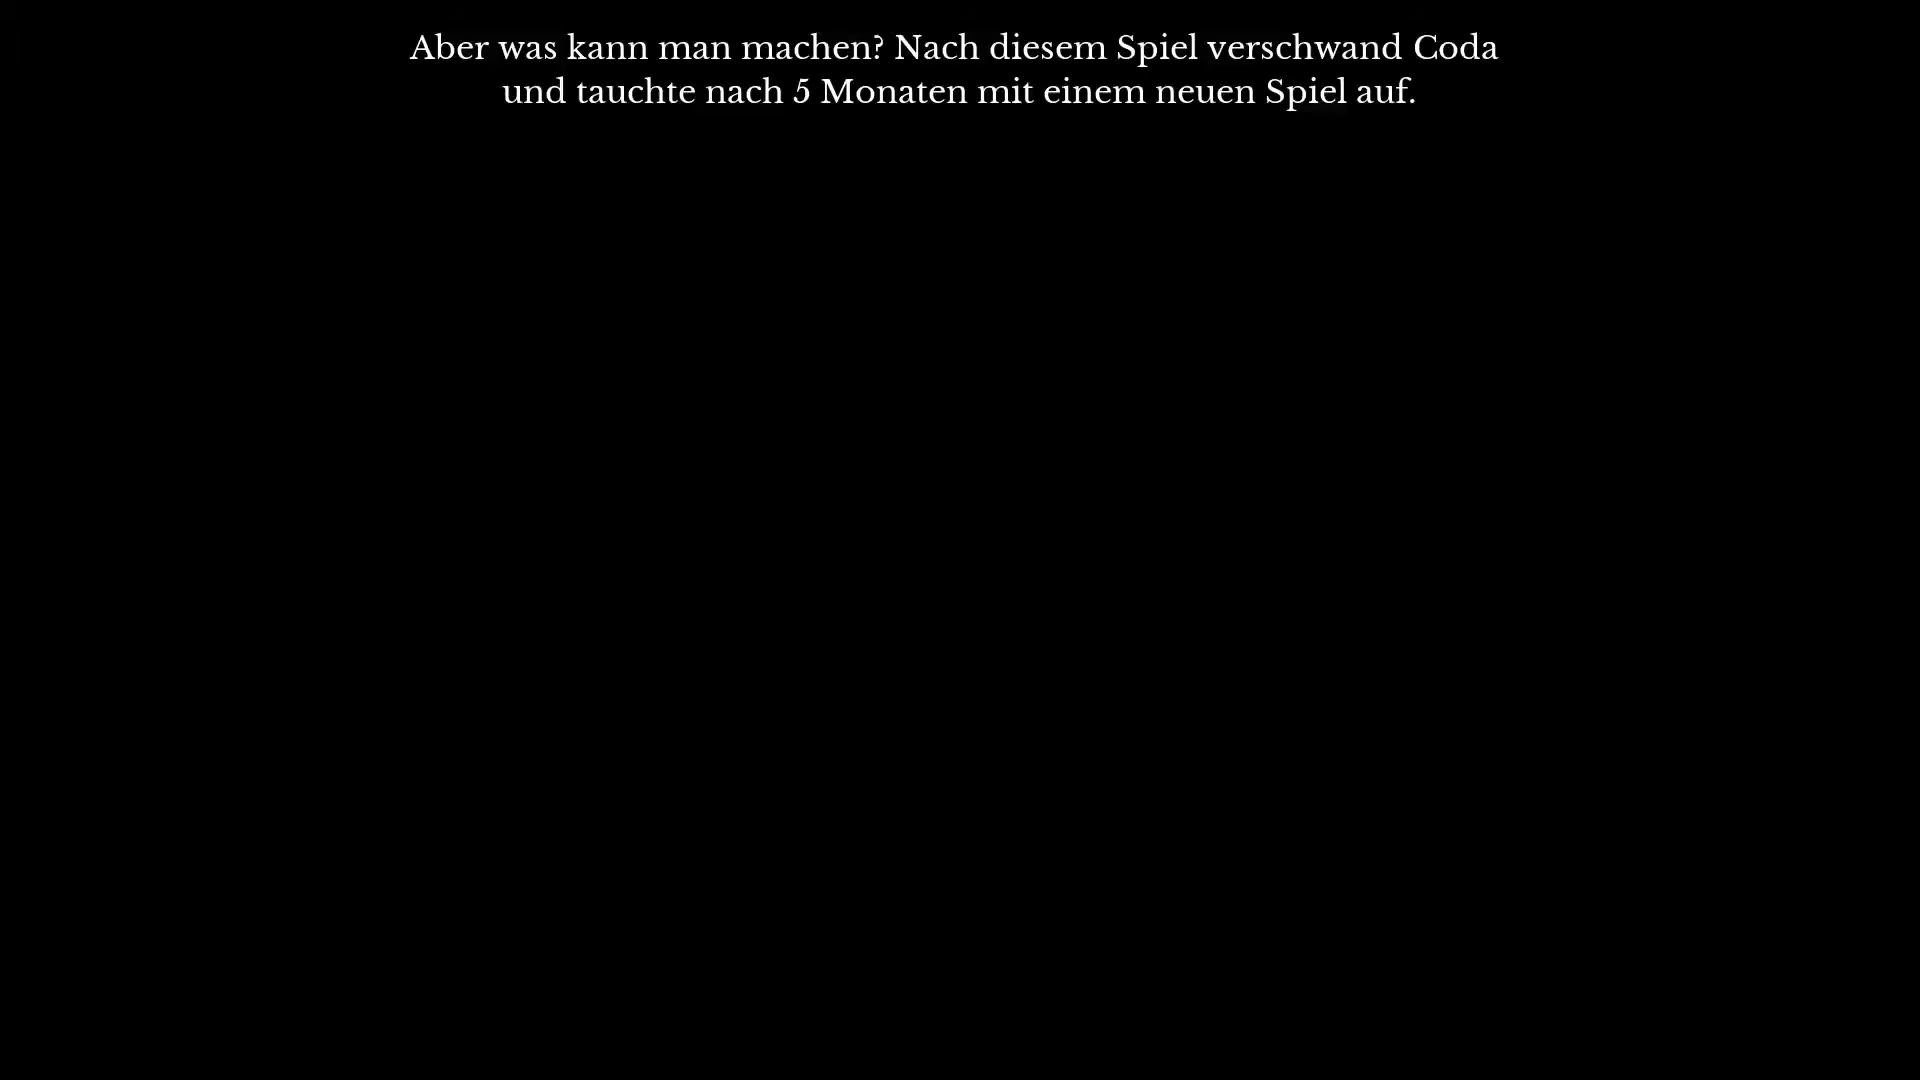 Aber was kann man machen? Nach diesem Spiel verschwand Coda
und tauchte nach 5 Monaten mit einem neuen Spiel auf.